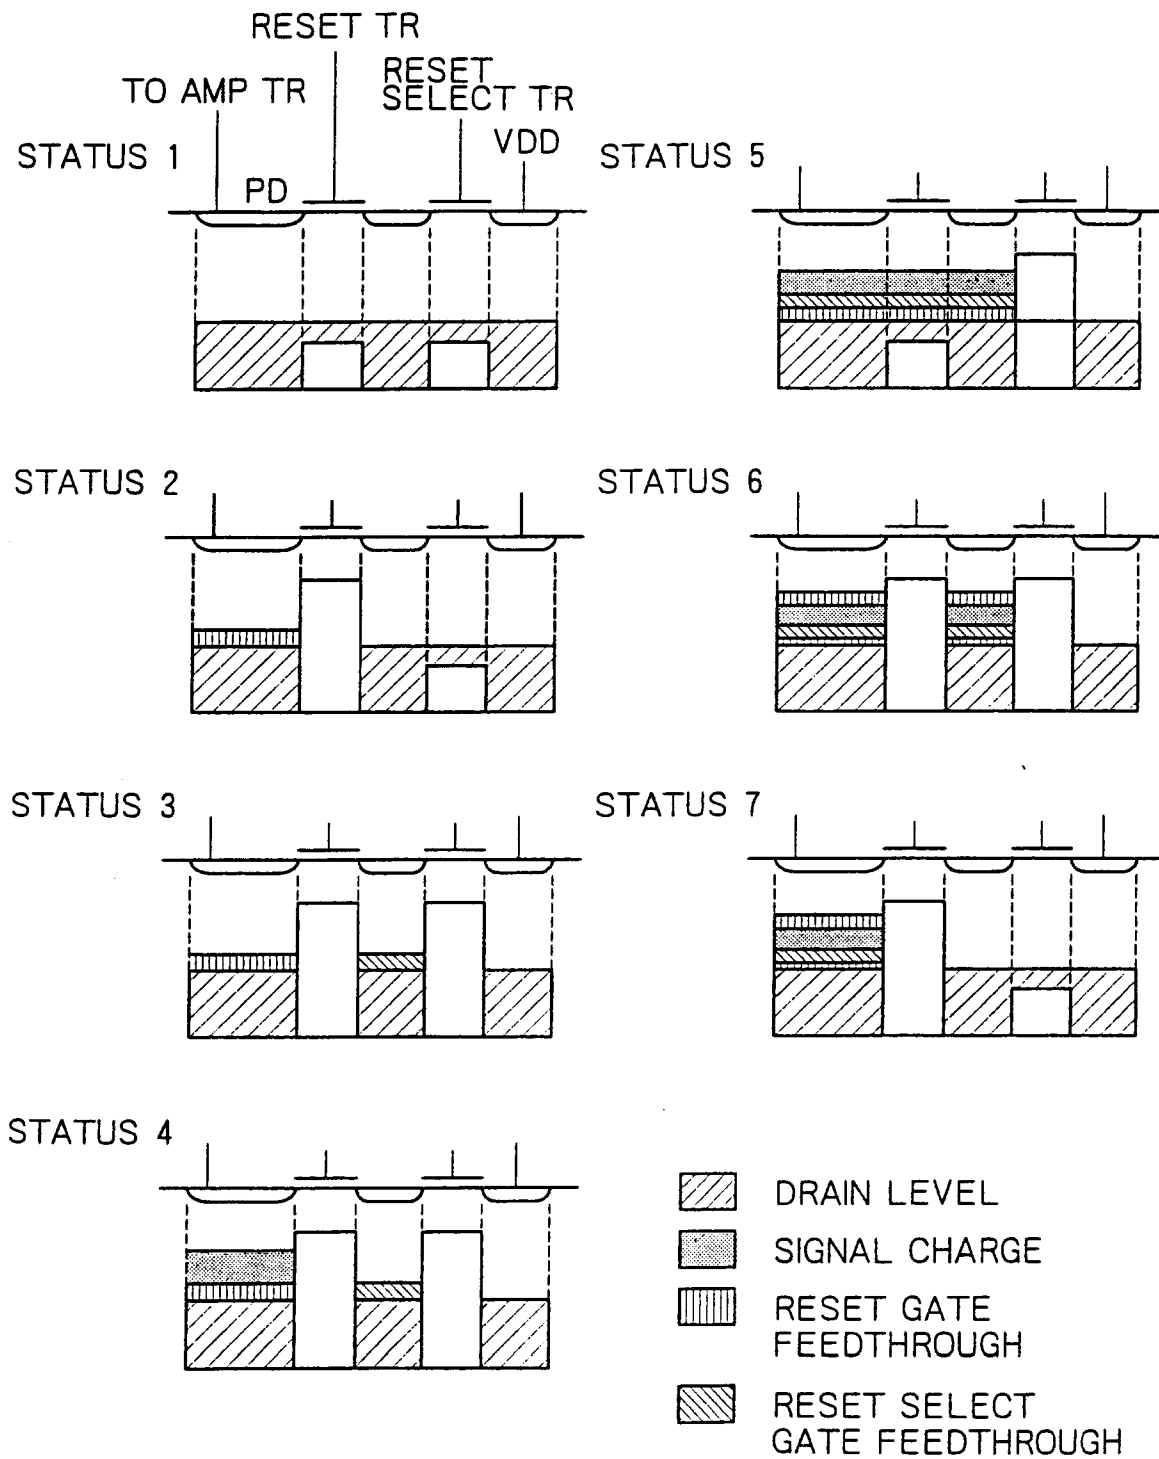 RESET TR
TO AMP TR
RESET
SELECT TR
VDD
STATUS 1
PD
STATUS 5
STATUS 2
STATUS 6
STATUS 3
STATUS 7
STATUS 4
DRAIN LEVEL
SIGNAL CHARGE
RESET GATE
FEEDTHROUGH
RESET SELECT
GATE FEEDTHROUGH